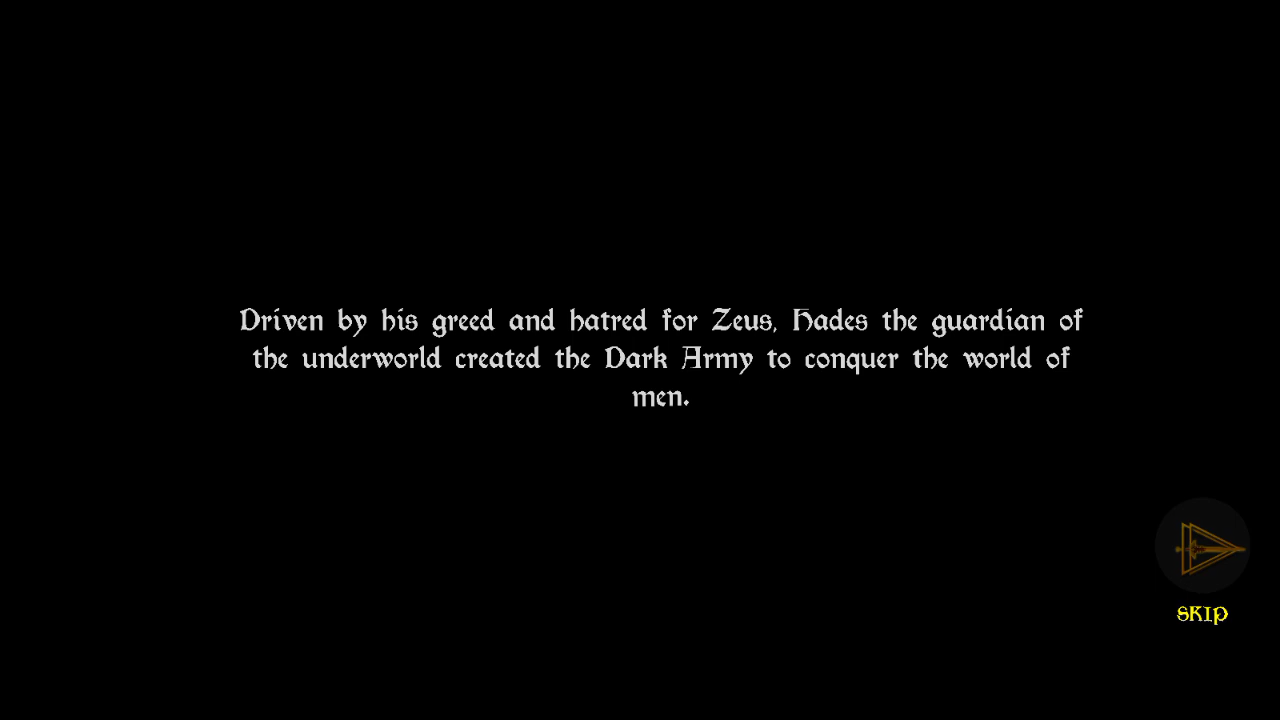 Driven by his greed and hatred for Zeus, Hades the guardian of
the underworld created the Dark Army to conquer the world of
men.
SKIP